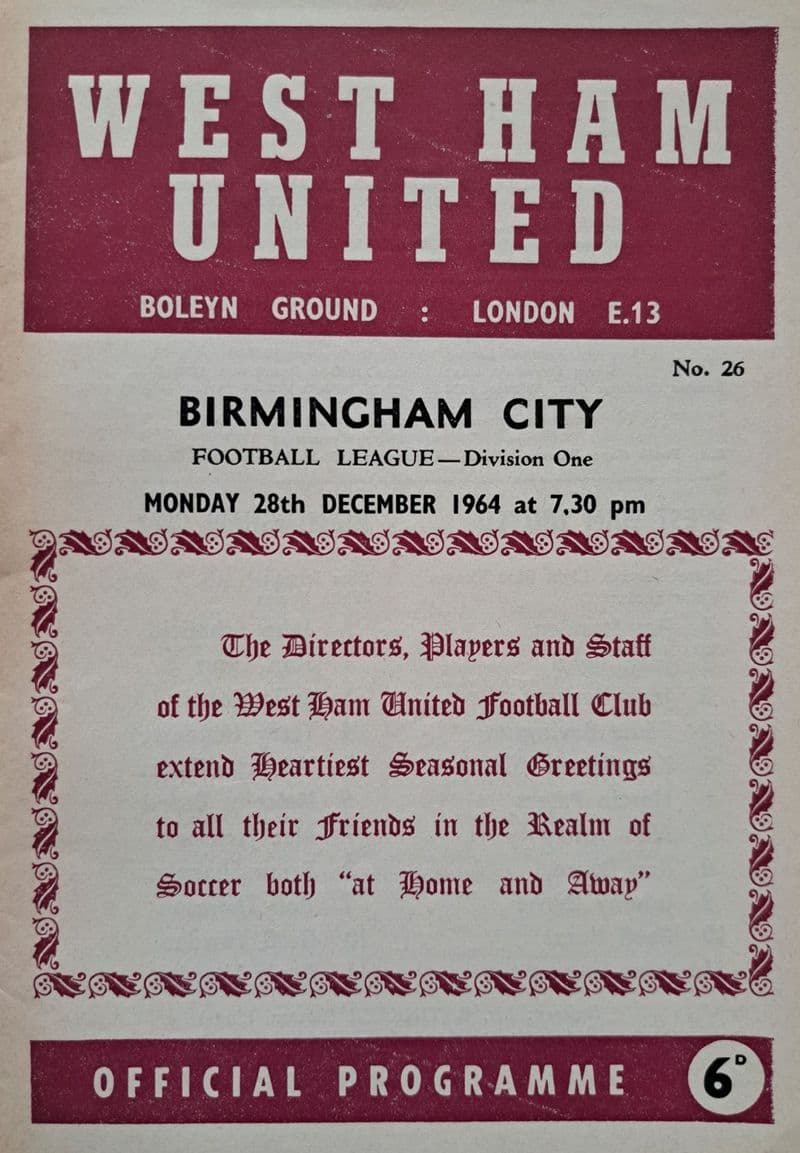 WEST HAM
UNITED
BOLEYN GROUND : LONDON E.13
No. 26
BIRMINGHAM CITY
FOOTBALL LEAGUE—Division One
MONDAY 28th DECEMBER 1964 at 7.30 pm
The Directors, Players and Staff
of the West Ham United Football Club
extend Heartiest Seasonal Greetings
to all their Friends in the Realm of
Soccer both “at Home and Away”
OFFICIAL PROGRAMME 6D